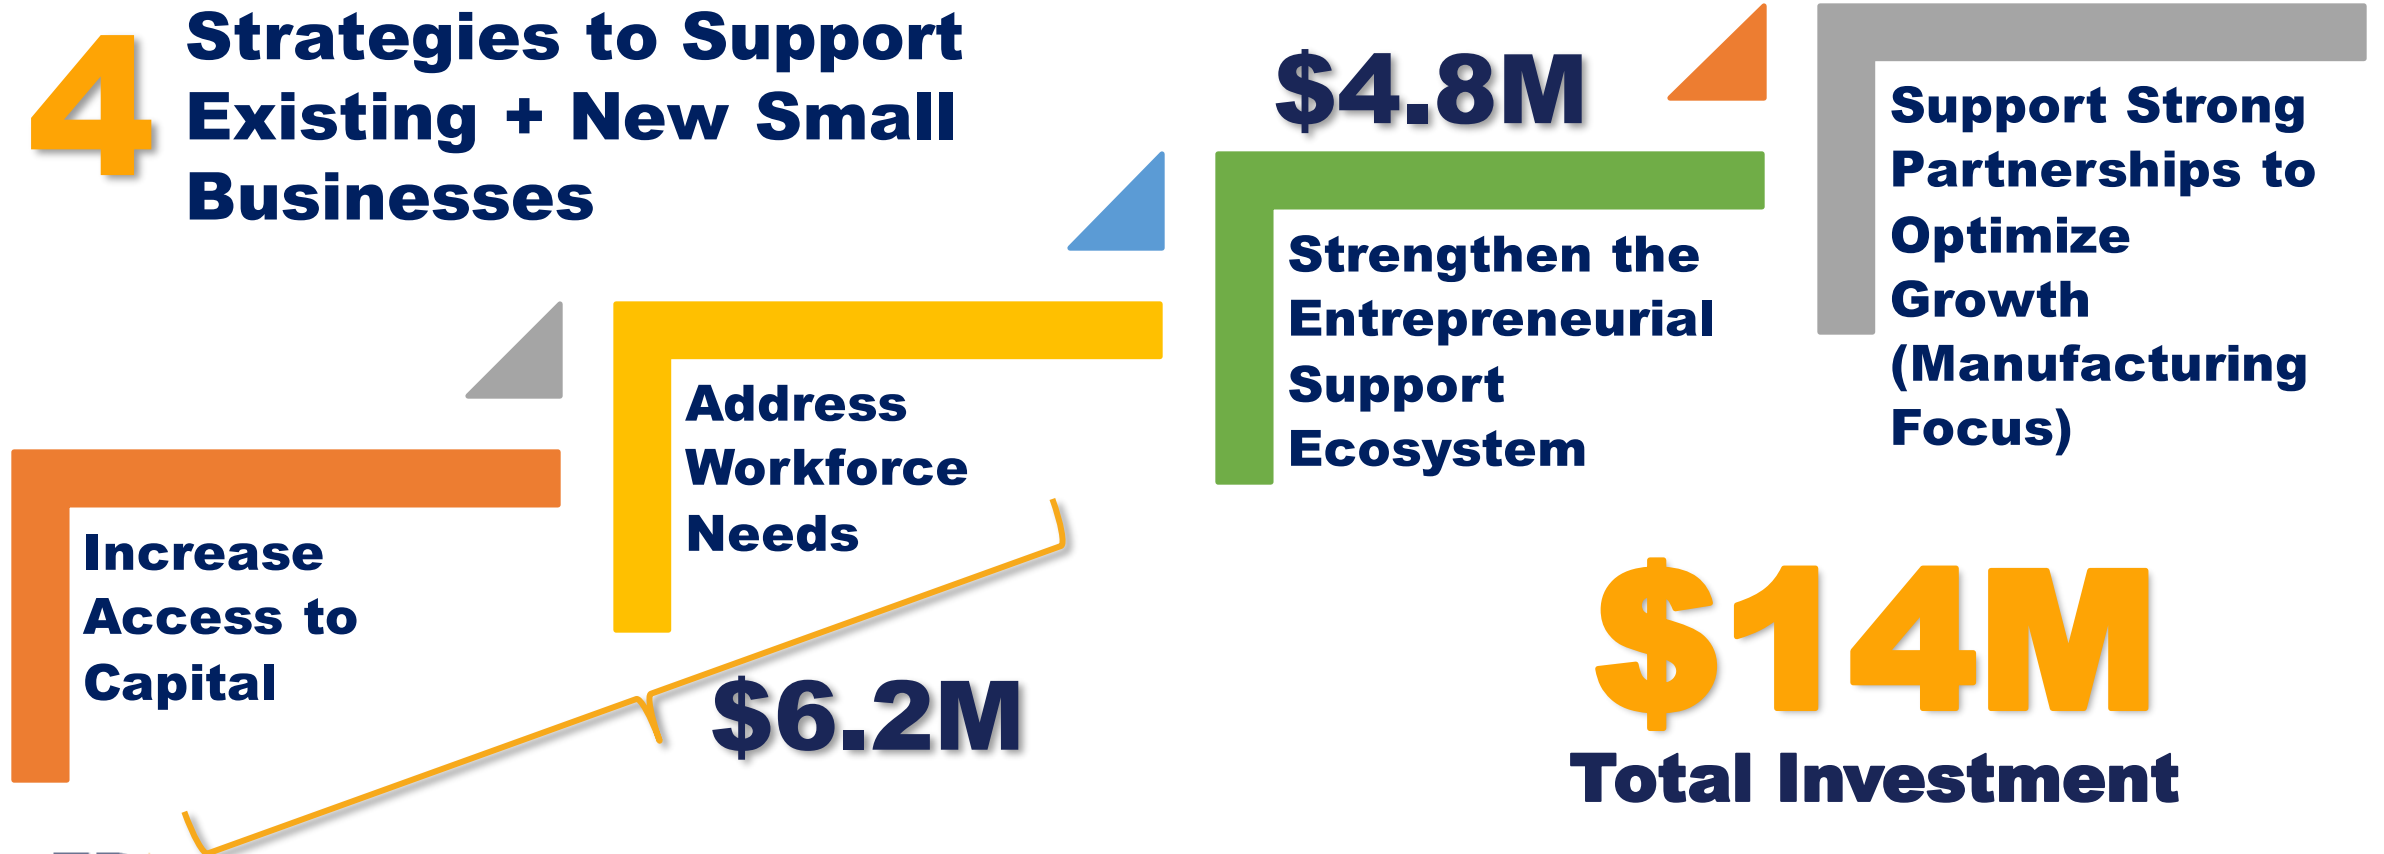 4
Strategies to Support
Existing + New Small
Businesses
Increase
Access to
Capital
Address
Workforce
Needs
$6.2M
$4.8M
Strengthen the
Entrepreneurial
Support
Ecosystem
Support Strong
Partnerships to
Optimize
Growth
(Manufacturing
Focus)
$14M
Total Investment